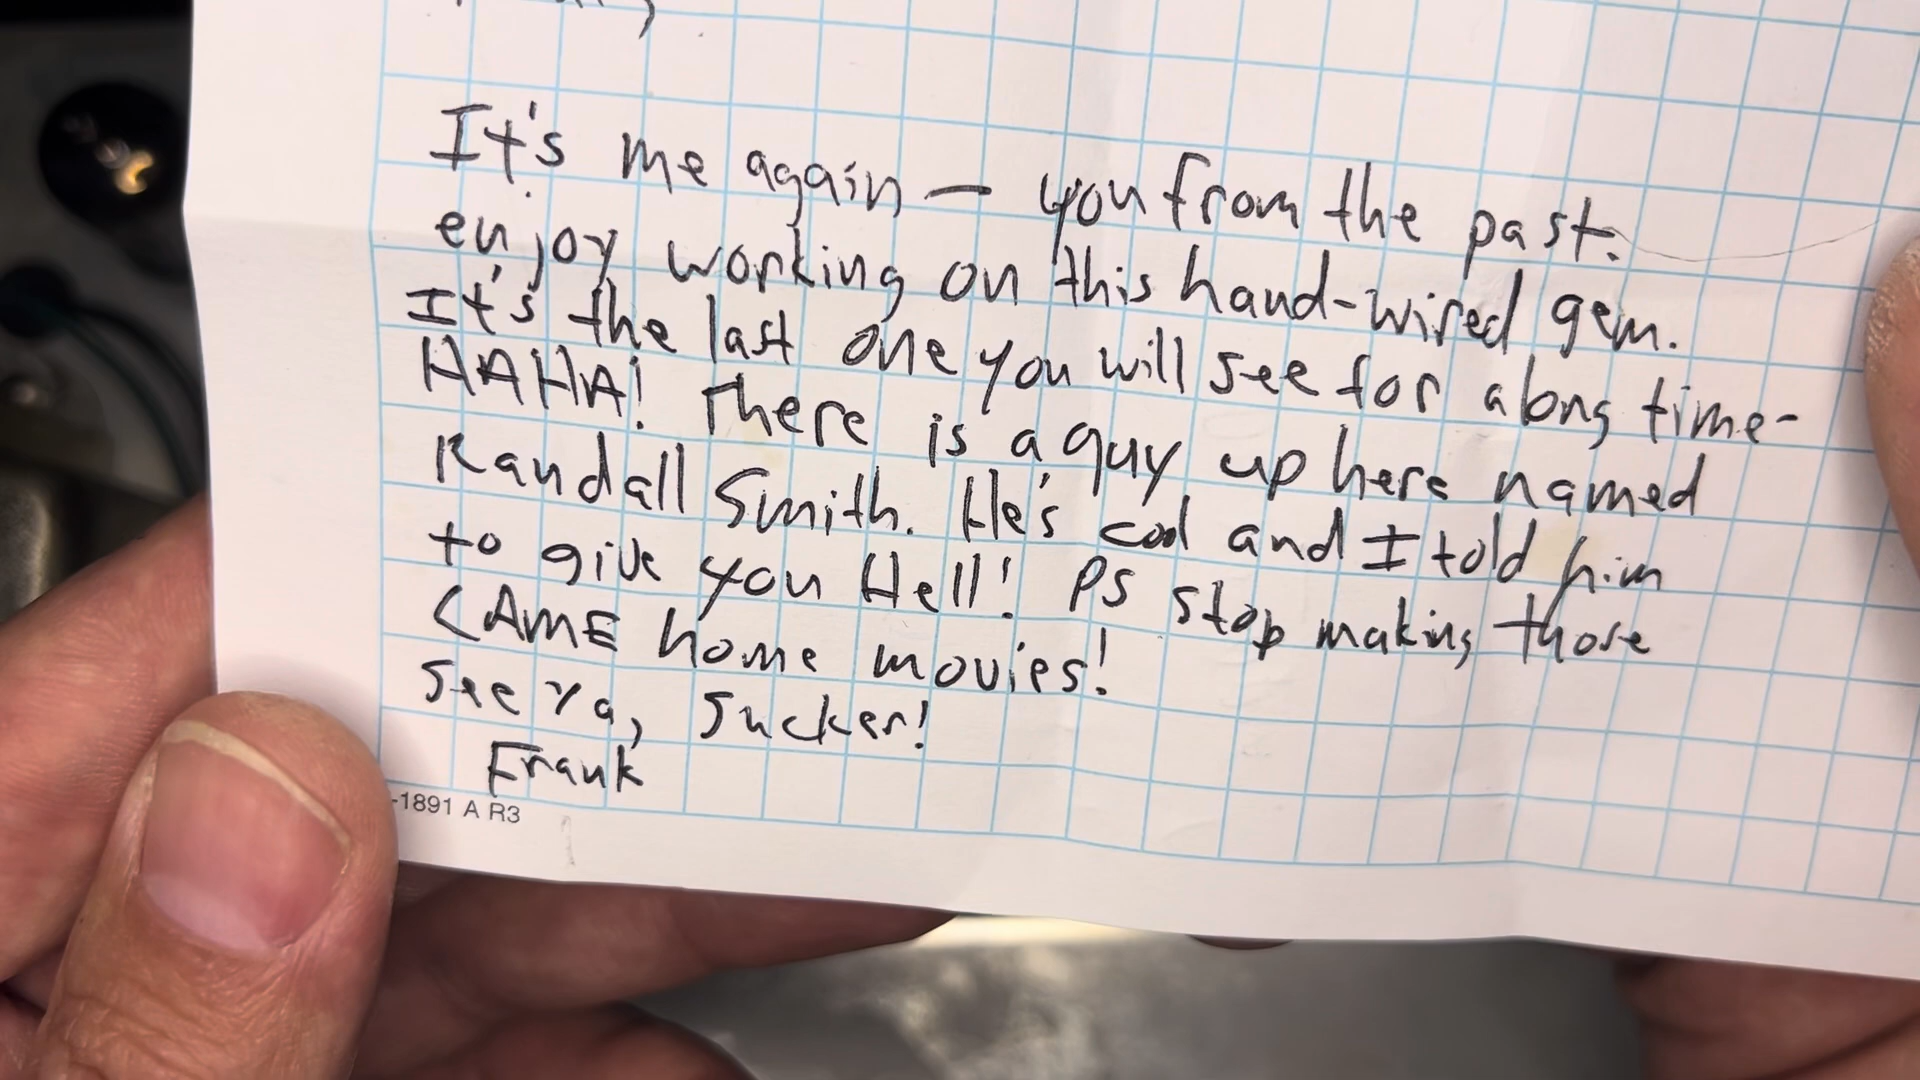 It's me again — you from the past.
enjoy working on this hand-wired gem.
It's the last one you will see for a long time-
HAHA! There is a guy up here named
Randall Smith. He's cool and I told him
to give you Hell! PS stop making those
LAME home movies!
See ya, Sucker!
Frank
-1891 A R3